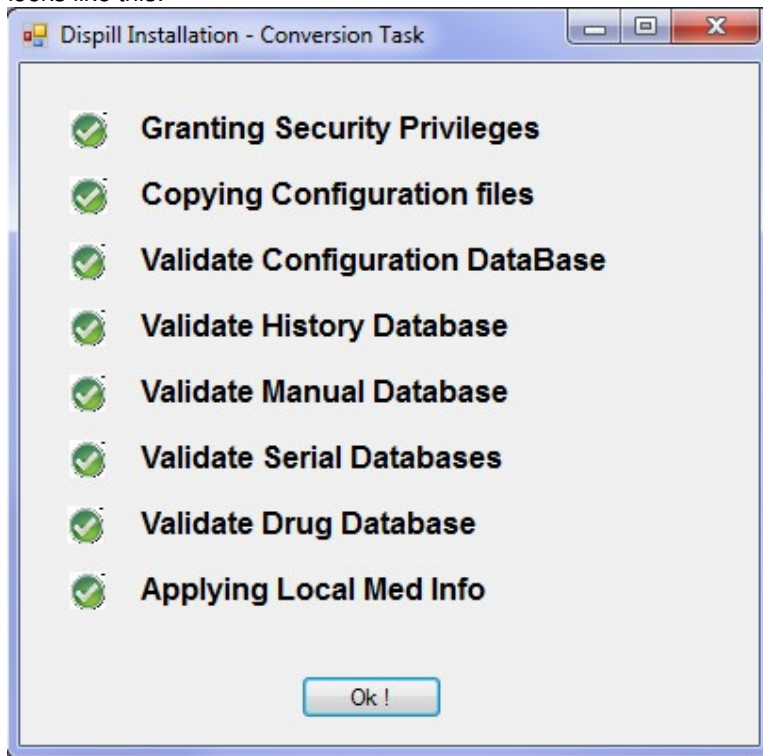 Dispill Installation - Conversion Task
Granting Security Privileges
Copying Configuration files
Validate Configuration DataBase
Validate History Database
Validate Manual Database
Validate Serial Databases
Validate Drug Database
Applying Local Med Info
Ok !